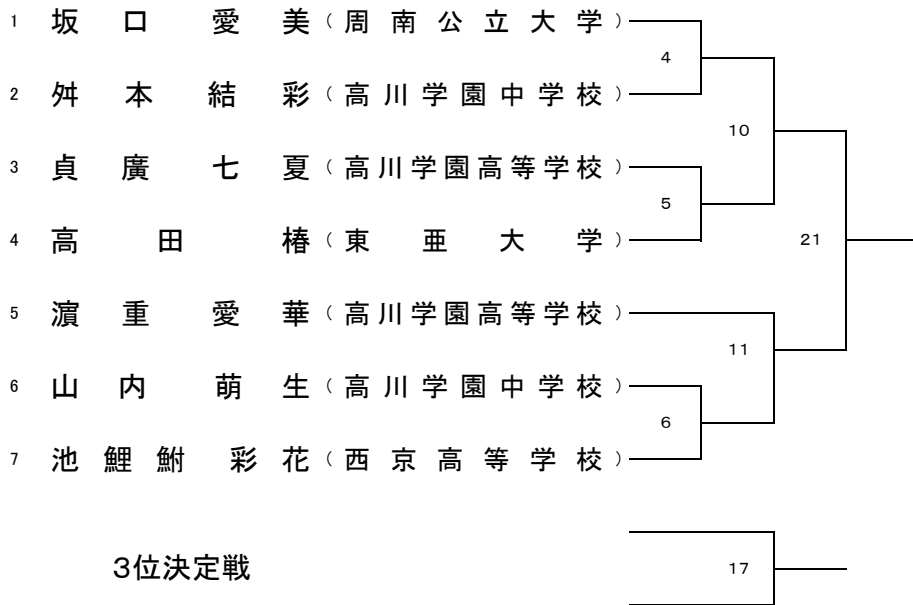 1 坂口 愛美（周南公立大学）
4
2 舛本 結彩（高川学園中学校）
10
3 貞廣 七夏（高川学園高等学校）
5
4 高田 椿（東亜大学）
21
5 濵重 愛華（高川学園高等学校）
11
6 山内 萌生（高川学園中学校）
6
7 池鯉鮒 彩花（西京高等学校）
3位決定戦 17